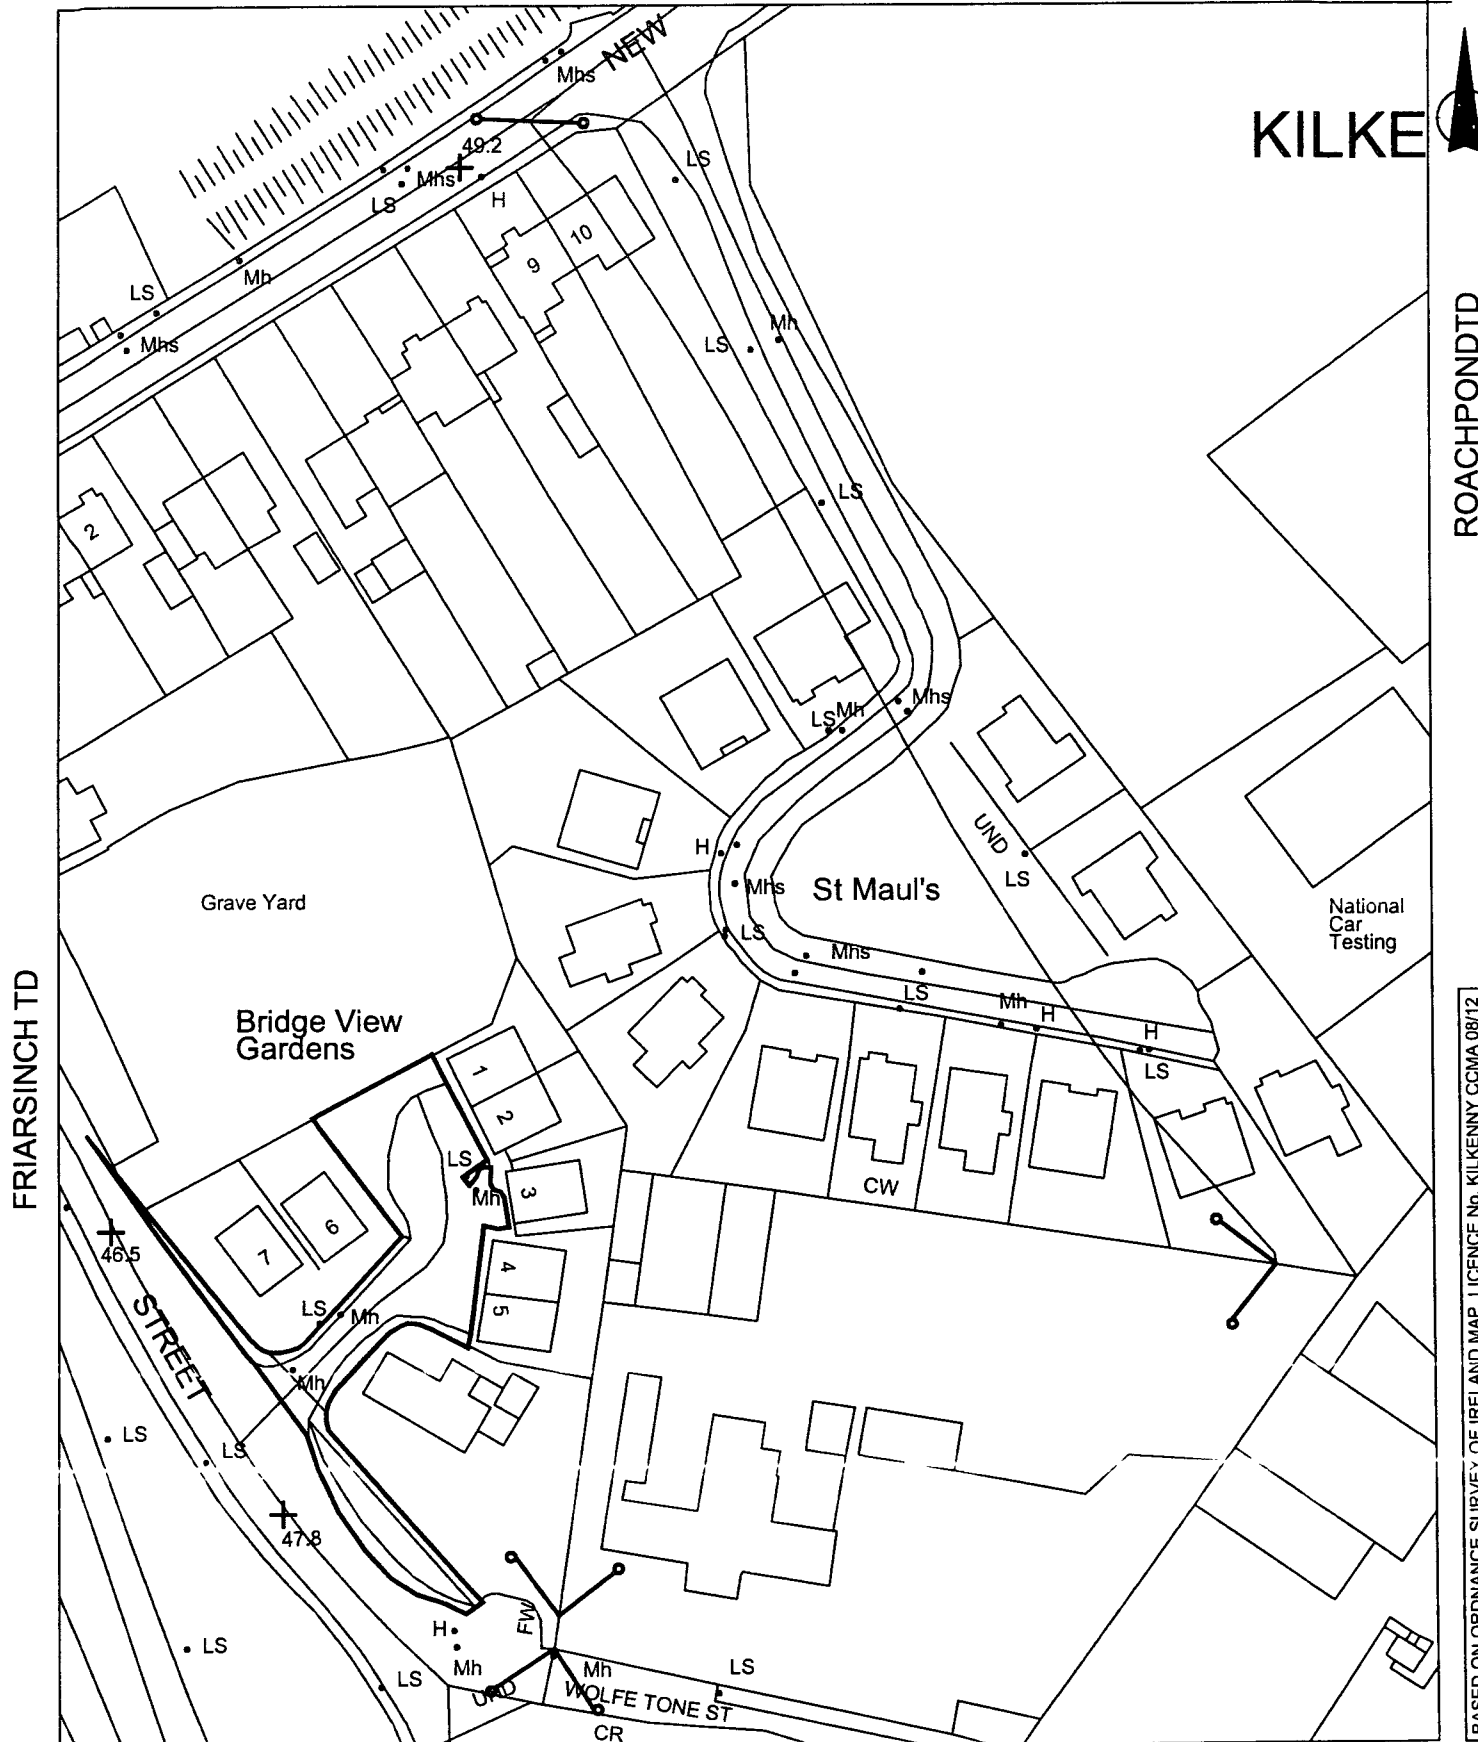 NEW
Mhs
KILKE
49.2
Mhs
LS
H
LS
10
9
Mh
LS
Mhs
Mh
LS
ROACHPONDTD
LS
2
Mhs
LS
Mh
UND
LS
H
Mhs
St Maul's
Grave Yard
National
Car
Testing
LS
Mhs
LS
Mh
H
H
LS
FRIARSINCH TD
Bridge View
Gardens
1
2
LS
Mh
3
CW
6
7
46.5
4
5
LS
Mh
STREET
Mh
LS
LS
47.8
FW
H
Mh
LS
LS
UND
Mh
LS
WOLFE TONE ST
CR
BASED ON ORDNANCE SURVEY OF IRELAND MAP. LICENCE No. KILKENNY CCMA 08/12